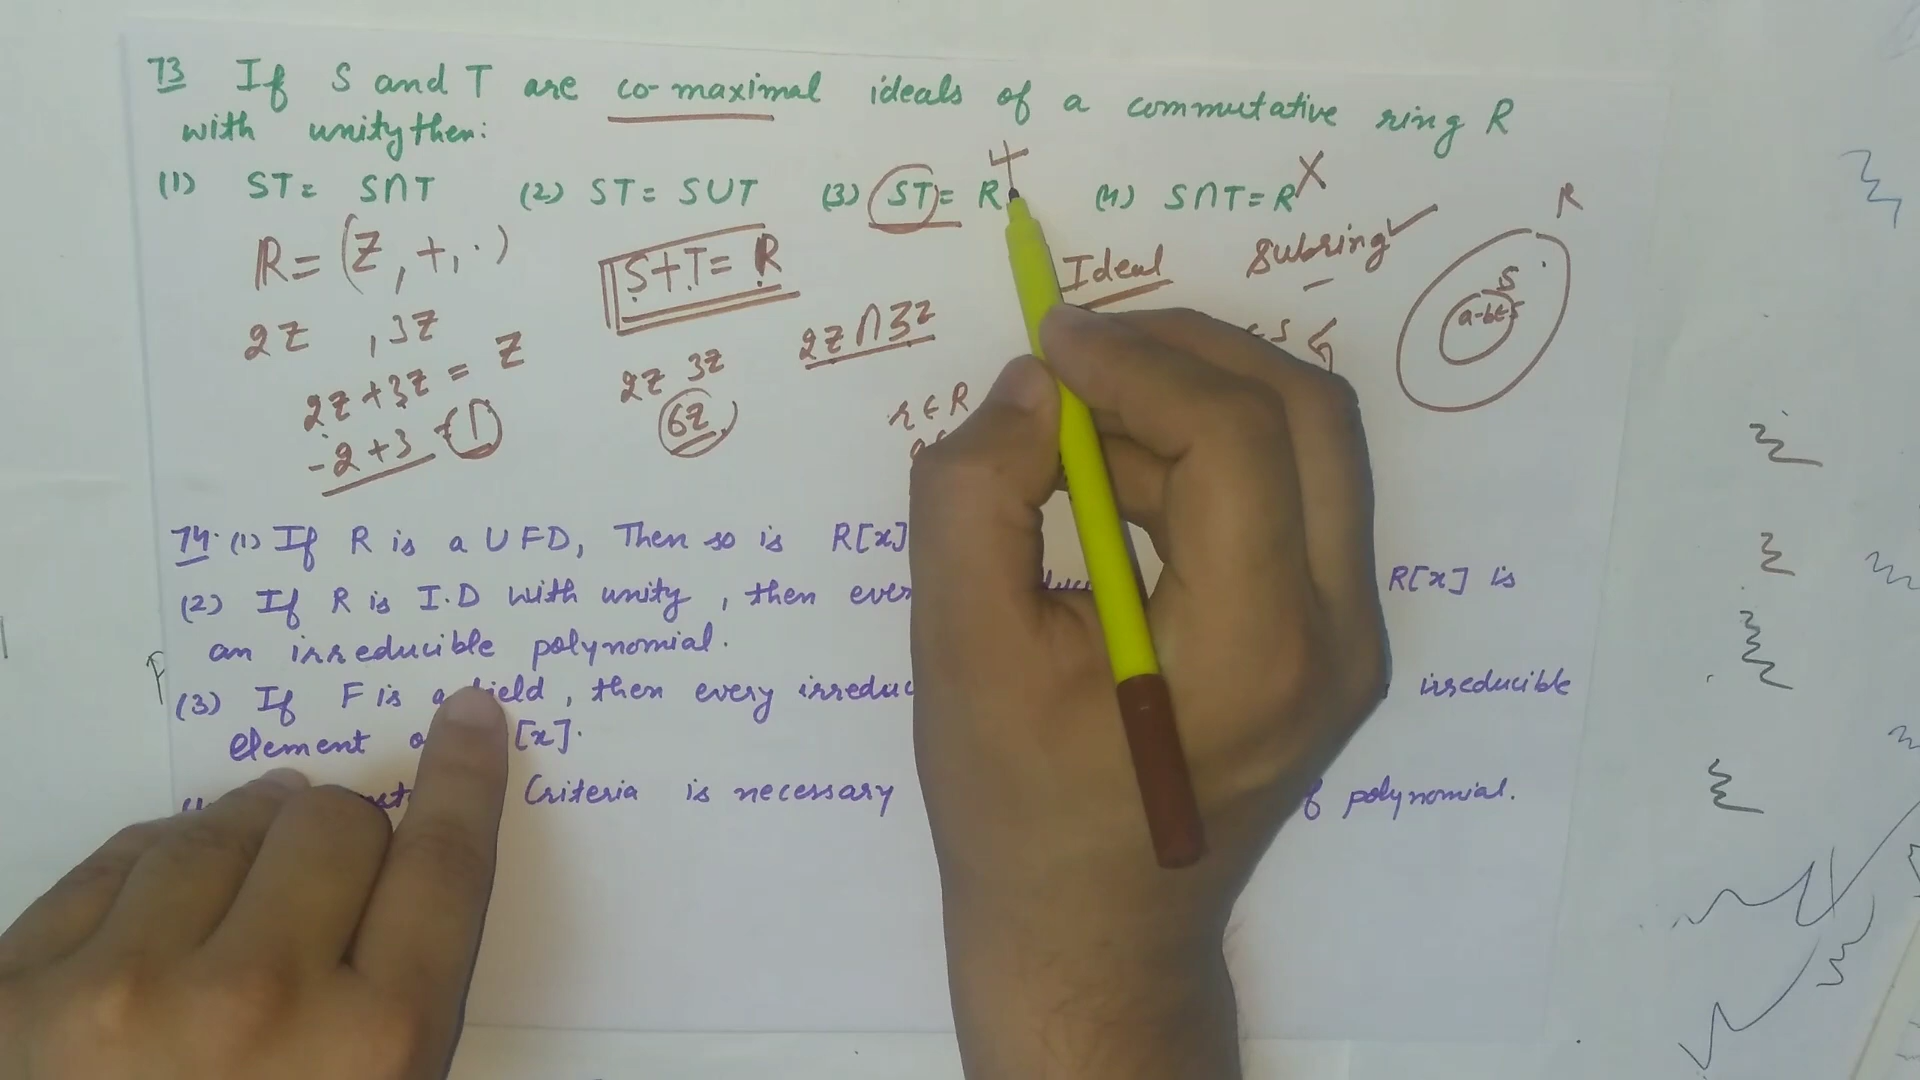 73 If S and T are co-maximal ideals of a commutative ring R
with unity then:
(1) ST = S∩T (2) ST = S∪T (3) ST = R (4) S∩T = R X
R = (Z, +, ·)
S+T = R
Ideal
Subring ✓
R
S
a-b∈S
2Z , 3Z
2Z ∩ 3Z
2Z + 3Z = Z
2Z 3Z
6Z
-2+3 = 1
r∈R
74. (1) If R is a UFD, Then so is R[x]
(2) If R is I.D with unity, then R[x] is
an irreducible polynomial.
(3) If F is a field, then every irreducible
element [x].
Criteria is necessary of polynomial.